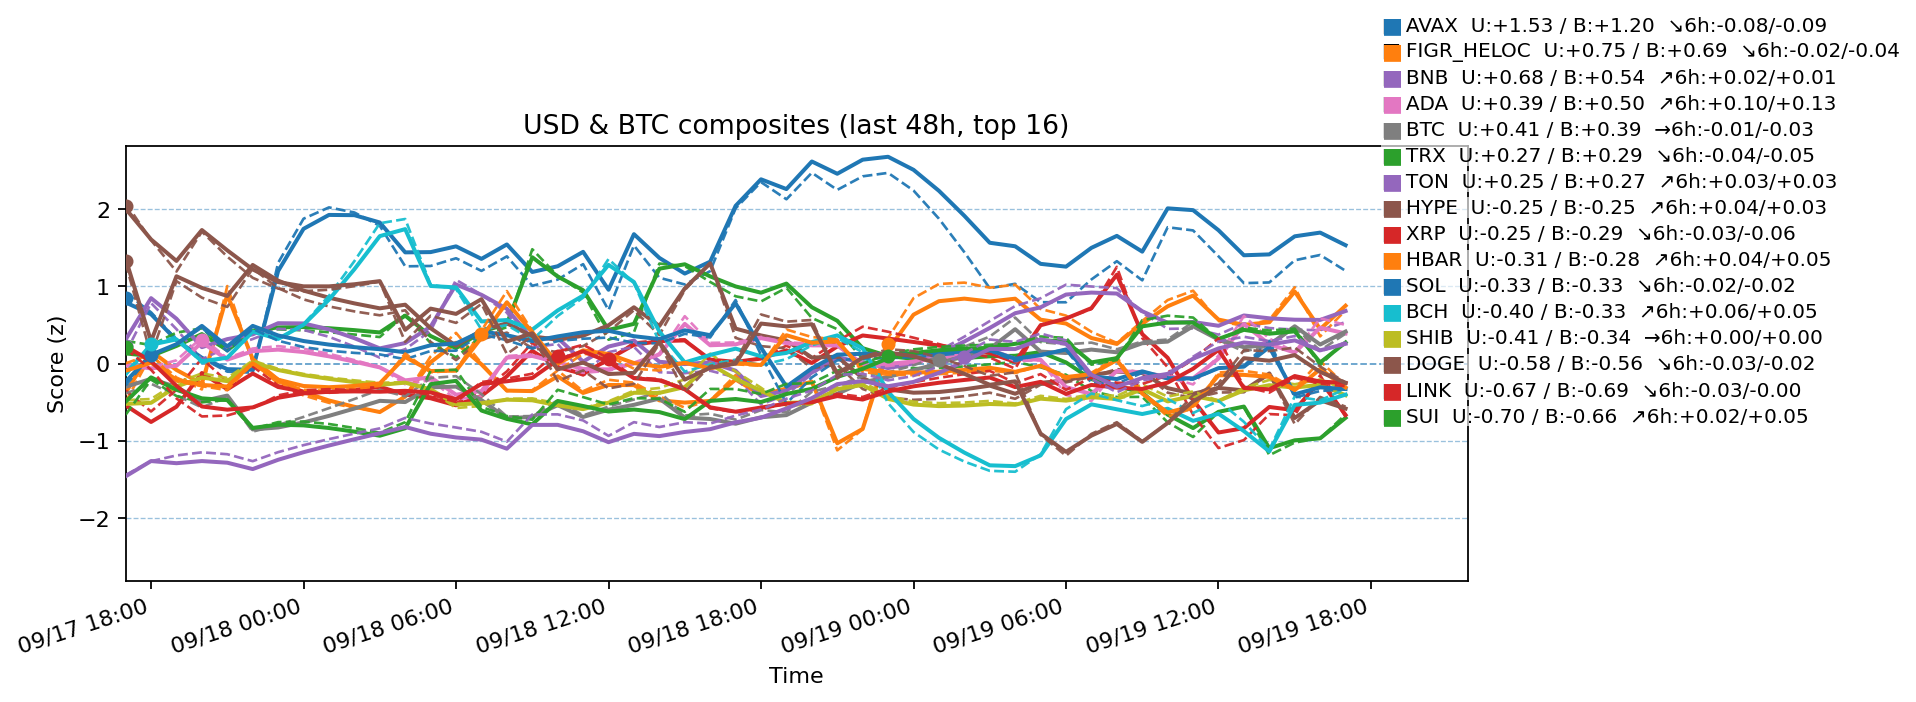 AVAX  U:+1.53 / B:+1.20  ↘6h:-0.08/-0.09
FIGR_HELOC  U:+0.75 / B:+0.69  ↘6h:-0.02/-0.04
BNB  U:+0.68 / B:+0.54  ↗6h:+0.02/+0.01
ADA  U:+0.39 / B:+0.50  ↗6h:+0.10/+0.13
BTC  U:+0.41 / B:+0.39  →6h:-0.01/-0.03
TRX  U:+0.27 / B:+0.29  ↘6h:-0.04/-0.05
TON  U:+0.25 / B:+0.27  ↗6h:+0.03/+0.03
HYPE  U:-0.25 / B:-0.25  ↗6h:+0.04/+0.03
XRP  U:-0.25 / B:-0.29  ↘6h:-0.03/-0.06
HBAR  U:-0.31 / B:-0.28  ↗6h:+0.04/+0.05
SOL  U:-0.33 / B:-0.33  ↘6h:-0.02/-0.02
BCH  U:-0.40 / B:-0.33  ↗6h:+0.06/+0.05
SHIB  U:-0.41 / B:-0.34  →6h:+0.00/+0.00
DOGE  U:-0.58 / B:-0.56  ↘6h:-0.03/-0.02
LINK  U:-0.67 / B:-0.69  ↘6h:-0.03/-0.00
SUI  U:-0.70 / B:-0.66  ↗6h:+0.02/+0.05
USD & BTC composites (last 48h, top 16)
Score (z)
2
1
0
−1
−2
09/17 18:00
09/18 00:00
09/18 06:00
09/18 12:00
09/18 18:00
09/19 00:00
09/19 06:00
09/19 12:00
09/19 18:00
Time